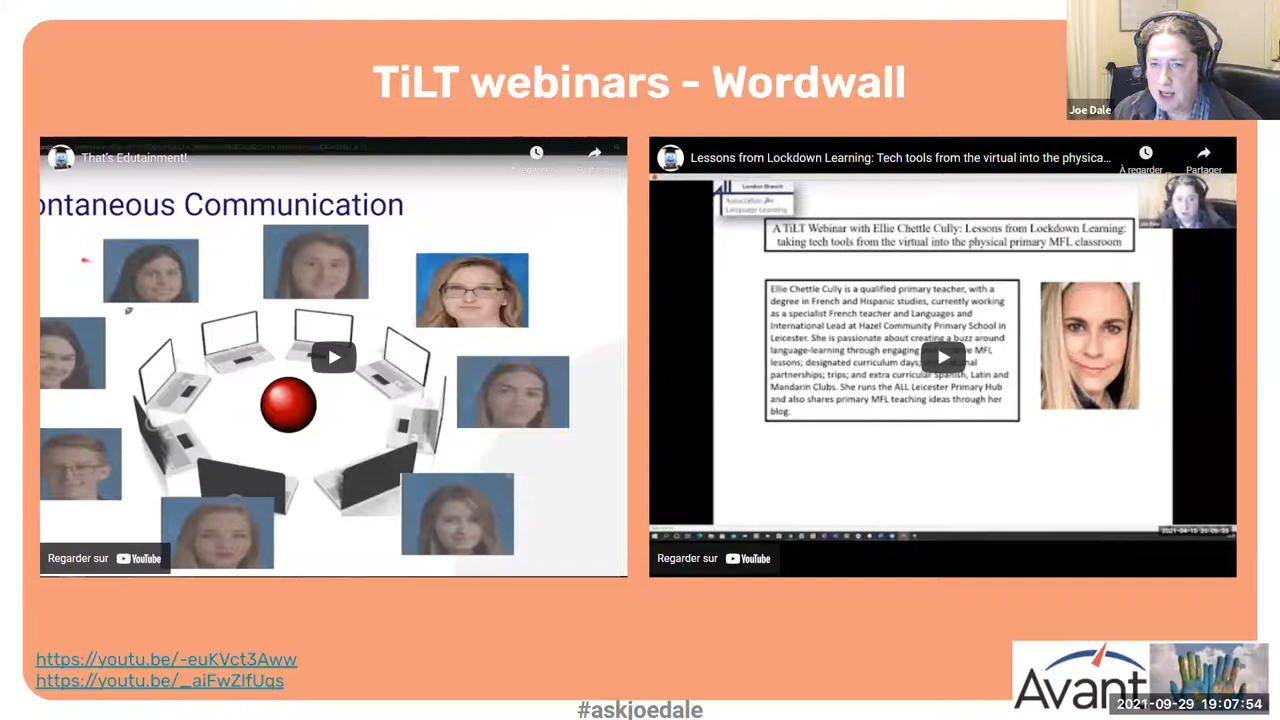 TiLT webinars - Wordwall
Joe Dale
That's Edutainment!
ontaneous Communication
Regarder sur YouTube
Lessons from Lockdown Learning: Tech tools from the virtual into the physica...
À regarder ...
Partager
London Branch
Association for
Language Learning
A TiLT Webinar with Ellie Chettle Cully: Lessons from Lockdown Learning:
taking tech tools from the virtual into the physical primary MFL classroom
Ellie Chettle Cully is a qualified primary teacher, with a
degree in French and Hispanic studies, currently working
as a specialist French teacher and Languages and
International Lead at Hazel Community Primary School in
Leicester. She is passionate about creating a buzz around
language-learning through engaging MFL
lessons; designated curriculum days;
partnerships; trips; and extra curricular Spanish, Latin and
Mandarin Clubs. She runs the ALL Leicester Primary Hub
and also shares primary MFL teaching ideas through her
blog.
Regarder sur YouTube
https://youtu.be/-euKVct3Aww
https://youtu.be/_aiFwZIfUqs
#askjoedale
Avant
2021-09-29 19:07:54